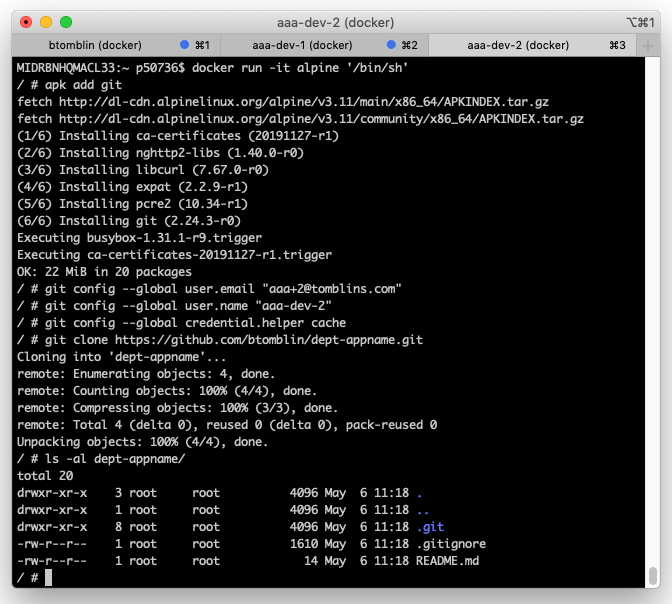 aaa-dev-2 (docker)
⌥⌘1
btomblin (docker) ⌘1 aaa-dev-1 (docker) ⌘2 aaa-dev-2 (docker) ⌘3 +
MIDRBNHQMACL33:~ p50736$ docker run -it alpine '/bin/sh'
/ # apk add git
fetch http://dl-cdn.alpinelinux.org/alpine/v3.11/main/x86_64/APKINDEX.tar.gz
fetch http://dl-cdn.alpinelinux.org/alpine/v3.11/community/x86_64/APKINDEX.tar.gz
(1/6) Installing ca-certificates (20191127-r1)
(2/6) Installing nghttp2-libs (1.40.0-r0)
(3/6) Installing libcurl (7.67.0-r0)
(4/6) Installing expat (2.2.9-r1)
(5/6) Installing pcre2 (10.34-r1)
(6/6) Installing git (2.24.3-r0)
Executing busybox-1.31.1-r9.trigger
Executing ca-certificates-20191127-r1.trigger
OK: 22 MiB in 20 packages
/ # git config --global user.email "aaa+2@tomblins.com"
/ # git config --global user.name "aaa-dev-2"
/ # git config --global credential.helper cache
/ # git clone https://github.com/btomblin/dept-appname.git
Cloning into 'dept-appname'...
remote: Enumerating objects: 4, done.
remote: Counting objects: 100% (4/4), done.
remote: Compressing objects: 100% (3/3), done.
remote: Total 4 (delta 0), reused 0 (delta 0), pack-reused 0
Unpacking objects: 100% (4/4), done.
/ # ls -al dept-appname/
total 20
drwxr-xr-x    3 root     root          4096 May  6 11:18 .
drwxr-xr-x    1 root     root          4096 May  6 11:18 ..
drwxr-xr-x    8 root     root          4096 May  6 11:18 .git
-rw-r--r--    1 root     root          1610 May  6 11:18 .gitignore
-rw-r--r--    1 root     root            14 May  6 11:18 README.md
/ #